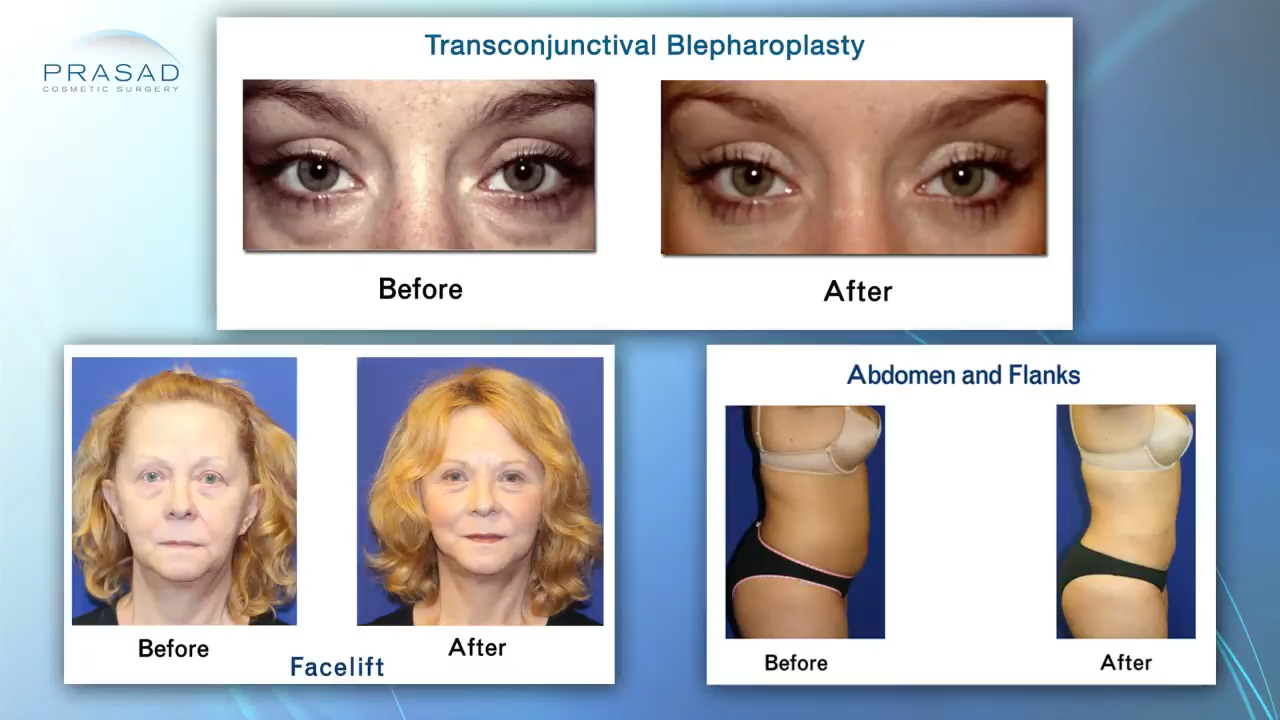 PRASAD
COSMETIC SURGERY
Transconjunctival Blepharoplasty
Before
After
Before
After
Facelift
Abdomen and Flanks
Before
After